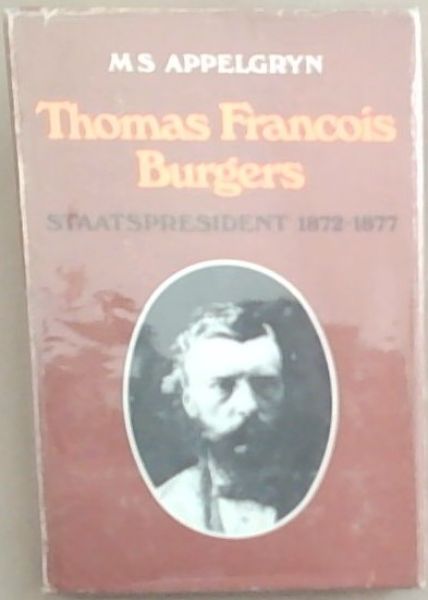 M S APPELGRYN
Thomas Francois
Burgers
STAATSPRESIDENT 1872-1877